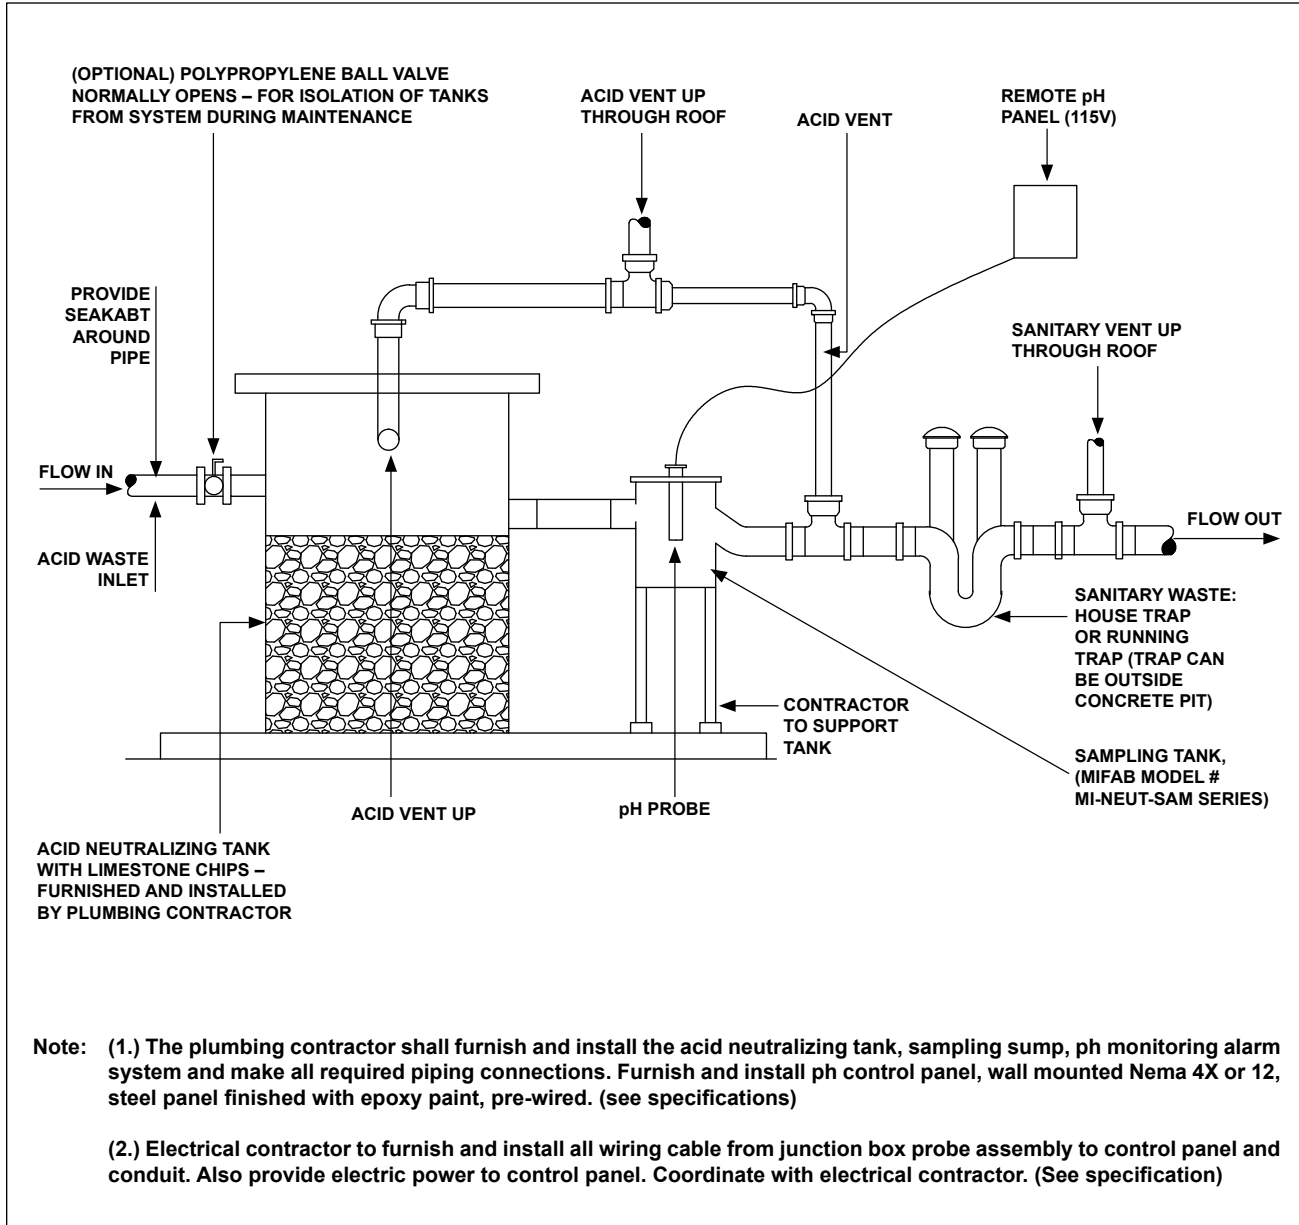 (OPTIONAL) POLYPROPYLENE BALL VALVE
NORMALLY OPENS – FOR ISOLATION OF TANKS
FROM SYSTEM DURING MAINTENANCE
ACID VENT UP
THROUGH ROOF
ACID VENT
REMOTE pH
PANEL (115V)
PROVIDE
SEAKABT
AROUND
PIPE
SANITARY VENT UP
THROUGH ROOF
FLOW IN
FLOW OUT
ACID WASTE
INLET
SANITARY WASTE:
HOUSE TRAP
OR RUNNING
TRAP (TRAP CAN
BE OUTSIDE
CONCRETE PIT)
CONTRACTOR
TO SUPPORT
TANK
SAMPLING TANK,
(MIFAB MODEL #
MI-NEUT-SAM SERIES)
ACID VENT UP
pH PROBE
ACID NEUTRALIZING TANK
WITH LIMESTONE CHIPS –
FURNISHED AND INSTALLED
BY PLUMBING CONTRACTOR
Note: (1.) The plumbing contractor shall furnish and install the acid neutralizing tank, sampling sump, ph monitoring alarm
system and make all required piping connections. Furnish and install ph control panel, wall mounted Nema 4X or 12,
steel panel finished with epoxy paint, pre-wired. (see specifications)
(2.) Electrical contractor to furnish and install all wiring cable from junction box probe assembly to control panel and
conduit. Also provide electric power to control panel. Coordinate with electrical contractor. (See specification)